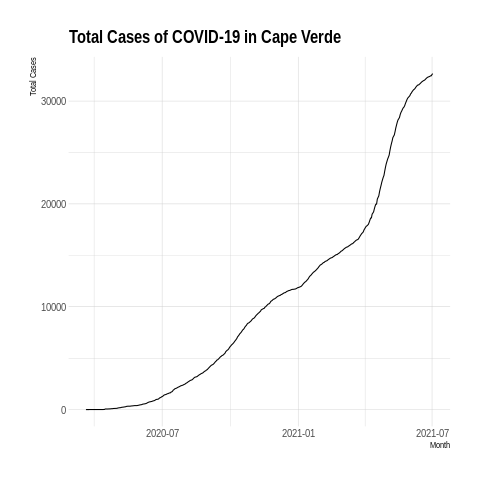 Total Cases of COVID-19 in Cape Verde
Total Cases
30000
20000
10000
0
2020-07 2021-01 2021-07
Month